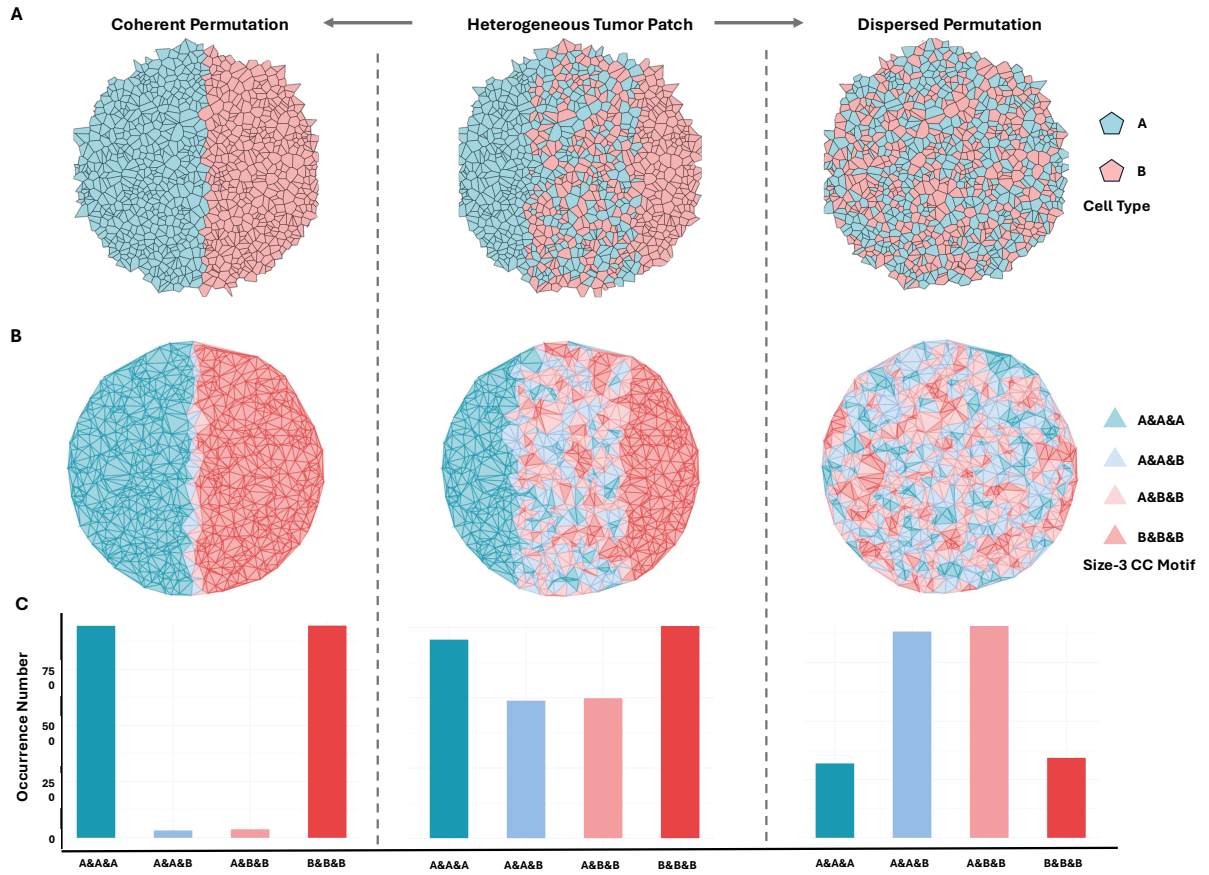 A
Coherent Permutation
Heterogeneous Tumor Patch
Dispersed Permutation
A
B
Cell Type
B
A&A&A
A&A&B
A&B&B
B&B&B
Size-3 CC Motif
C
Occurrence Number
75
0
50
0
25
0
0
A&A&A A&A&B A&B&B B&B&B
A&A&A A&A&B A&B&B B&B&B
A&A&A A&A&B A&B&B B&B&B